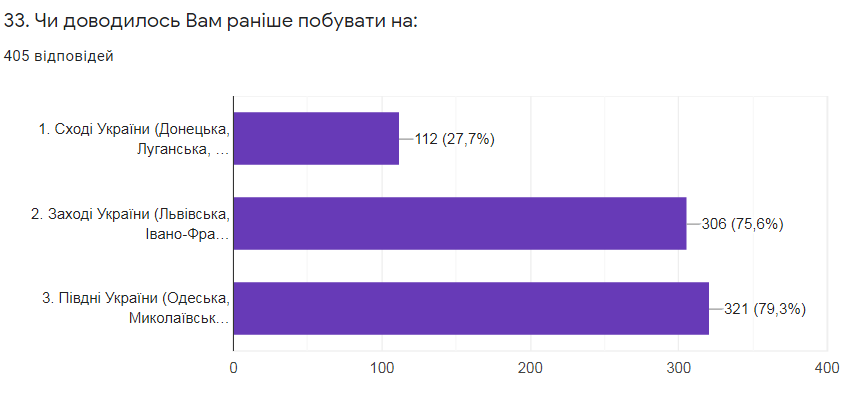 33. Чи доводилось Вам раніше побувати на:
405 відповідей
1. Сході України (Донецька,
Луганська, …
112 (27,7%)
2. Заході України (Львівська,
Івано-Фра…
306 (75,6%)
3. Півдні України (Одеська,
Миколаївськ…
321 (79,3%)
0
100
200
300
400